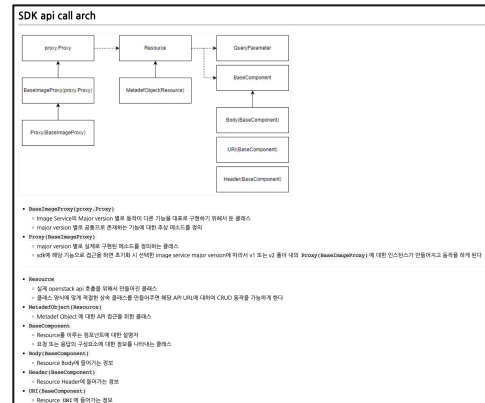 SDK api call arch
proxy.Proxy
Resource
QueryParameter
BaseComponent
BaseImageProxy(proxy.Proxy)
MetadefObject(Resource)
Body(BaseComponent)
Proxy(BaseImageProxy)
URI(BaseComponent)
Header(BaseComponent)
BaseImageProxy(proxy.Proxy)
Image Service의 Major version 별로 동작이 다른 기능을 대표로 구현하기 위해서 둔 클래스
major version 별로 공통으로 존재하는 기능에 대한 추상 메소드를 정의
Proxy(BaseImageProxy)
major version 별로 실제로 구현된 메소드를 정의하는 클래스
sdk에 해당 기능으로 접근을 하면 초기화 시 선택한 image service major version에 따라서 v1 또는 v2 폴더 내의 Proxy(BaseImageProxy) 에 대한 인스턴스가 만들어지고 동작을 하게 된다
Resource
실제 openstack api 호출을 위해서 만들어진 클래스
클래스 양식에 맞게 적절한 상속 클래스를 만들어주면 해당 API URL에 대하여 CRUD 동작을 가능하게 한다
MetadefObject(Resource)
Metadef Object 에 대한 API 접근을 위한 클래스
BaseComponent
Resource를 이루는 컴포넌트에 대한 설명자
요청 또는 응답의 구성요소에 대한 정보를 나타내는 클래스
Body(BaseComponent)
Resource Body에 들어가는 정보
Header(BaseComponent)
Resource Header에 들어가는 정보
URI(BaseComponent)
Resource URI 에 들어가는 정보